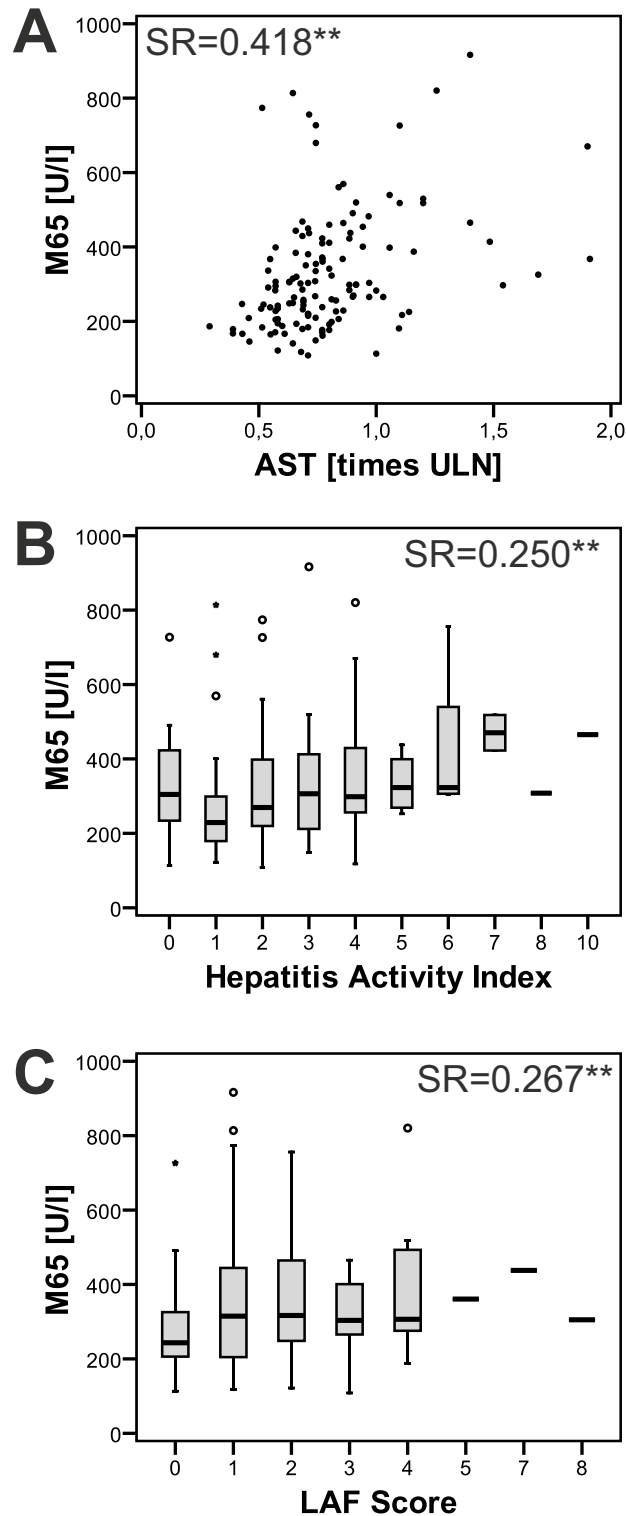 A
SR=0.418**
1000
800
600
400
200
0
M65 [U/l]
0,0 0,5 1,0 1,5 2,0
AST [times ULN]
B
SR=0.250**
1000
800
600
400
200
0
M65 [U/l]
0 1 2 3 4 5 6 7 8 10
Hepatitis Activity Index
C
SR=0.267**
1000
800
600
400
200
0
M65 [U/l]
0 1 2 3 4 5 7 8
LAF Score